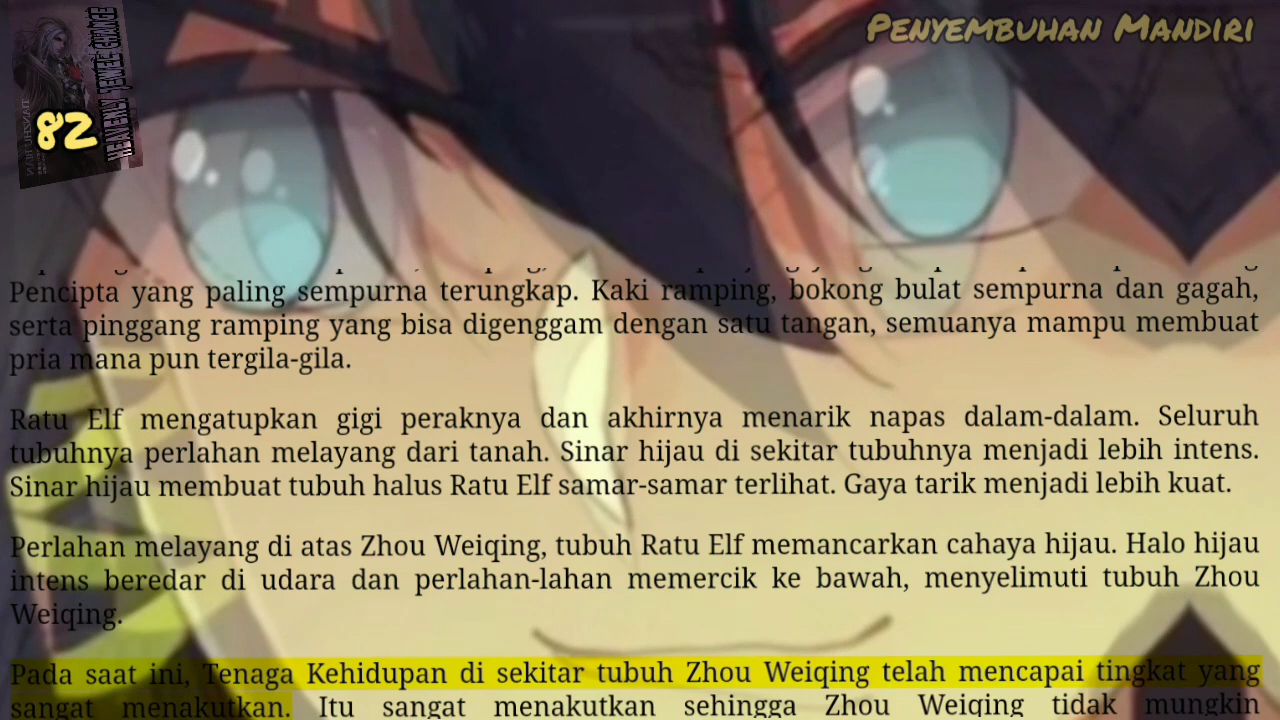 Penyembuhan Mandiri
HEAVENLY JEWEL CHANGE
82
Pencipta yang paling sempurna terungkap. Kaki ramping, bokong bulat sempurna dan gagah,
serta pinggang ramping yang bisa digenggam dengan satu tangan, semuanya mampu membuat
pria mana pun tergila-gila.
Ratu Elf mengatupkan gigi peraknya dan akhirnya menarik napas dalam-dalam. Seluruh
tubuhnya perlahan melayang dari tanah. Sinar hijau di sekitar tubuhnya menjadi lebih intens.
Sinar hijau membuat tubuh halus Ratu Elf samar-samar terlihat. Gaya tarik menjadi lebih kuat.
Perlahan melayang di atas Zhou Weiqing, tubuh Ratu Elf memancarkan cahaya hijau. Halo hijau
intens beredar di udara dan perlahan-lahan memercik ke bawah, menyelimuti tubuh Zhou
Weiqing.
Pada saat ini, Tenaga Kehidupan di sekitar tubuh Zhou Weiqing telah mencapai tingkat yang
sangat menakutkan. Itu sangat menakutkan sehingga Zhou Weiqing tidak mungkin